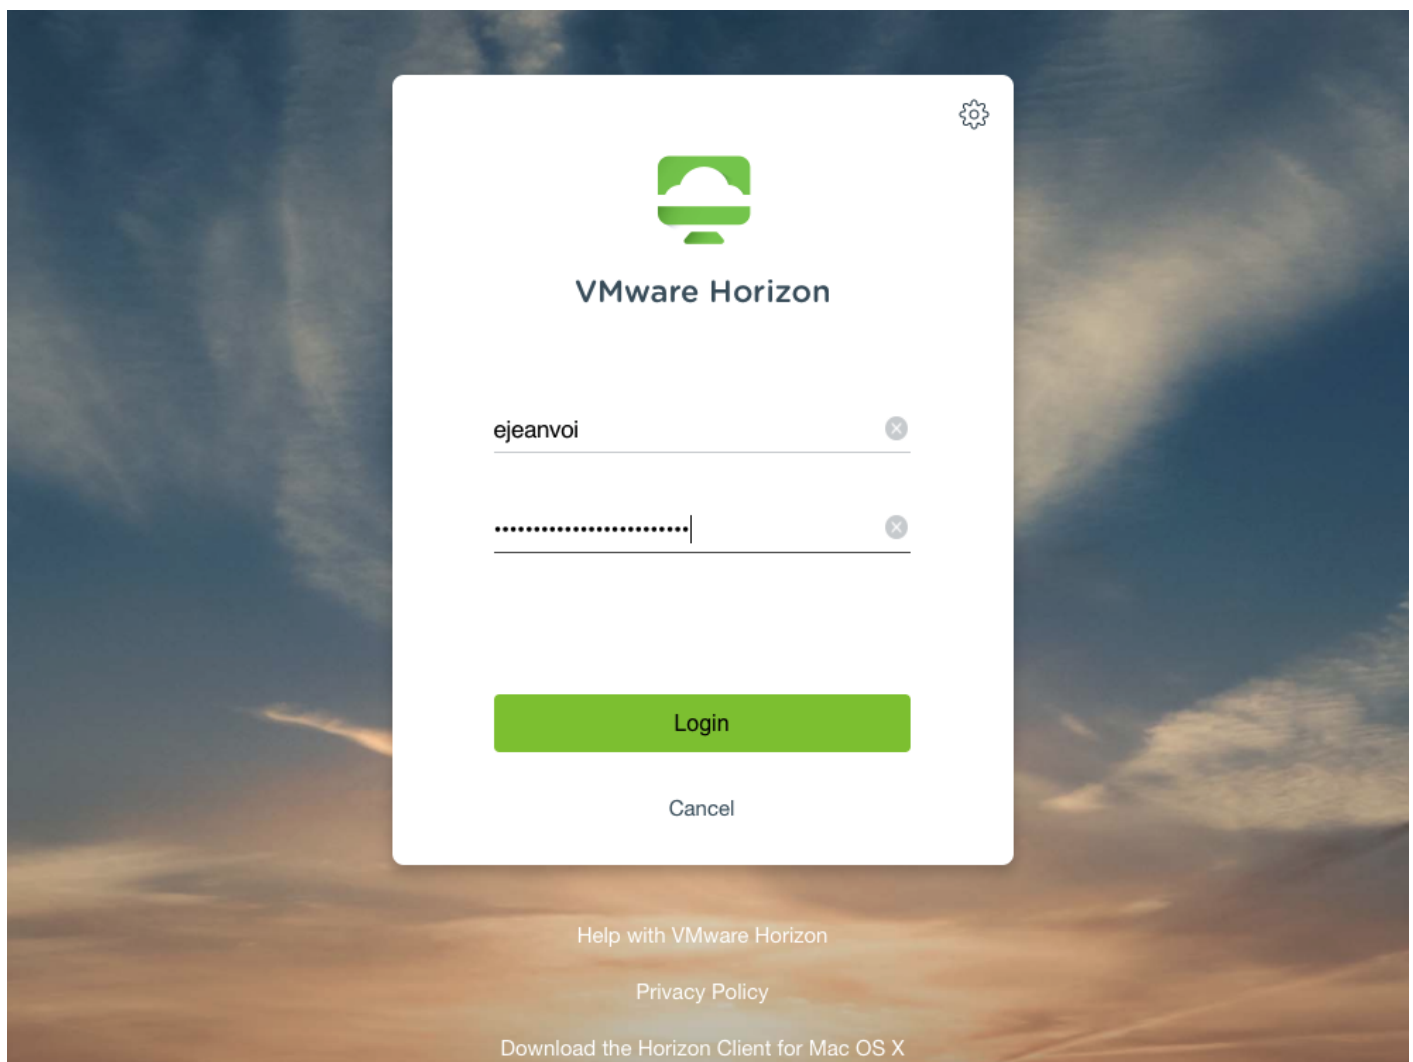 VMware Horizon
ejeanvoi
•••••••••••••••••••••••••
Login
Cancel
Help with VMware Horizon
Privacy Policy
Download the Horizon Client for Mac OS X